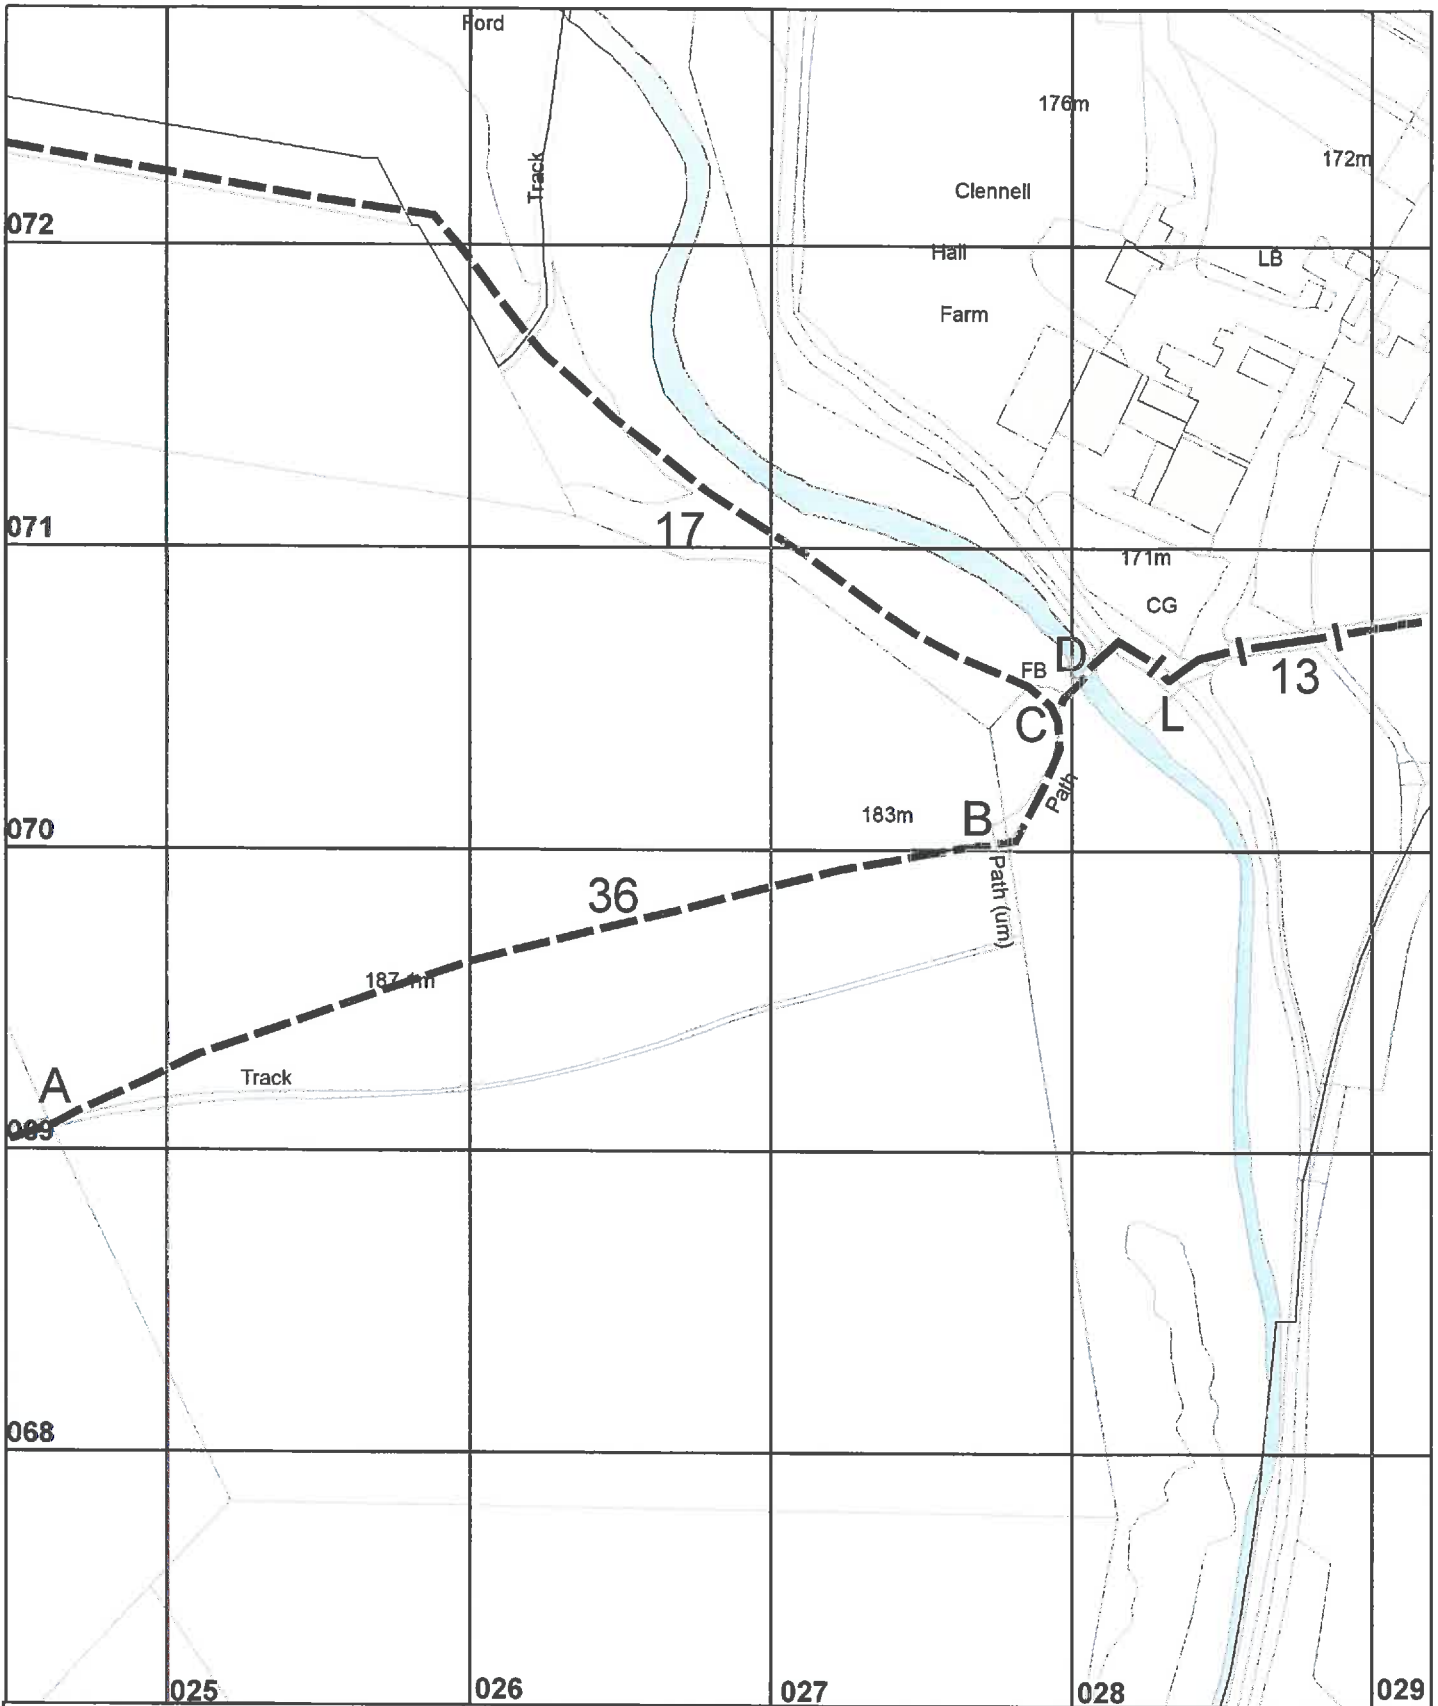 Ford
176m
Track
172m
Clennell
072
Hall
LB
Farm
071
17
171m
CG
D
FB
13
C
L
Path
183m
B
070
Path (um)
36
187.1m
A
Track
069
068
025
026
027
028
029